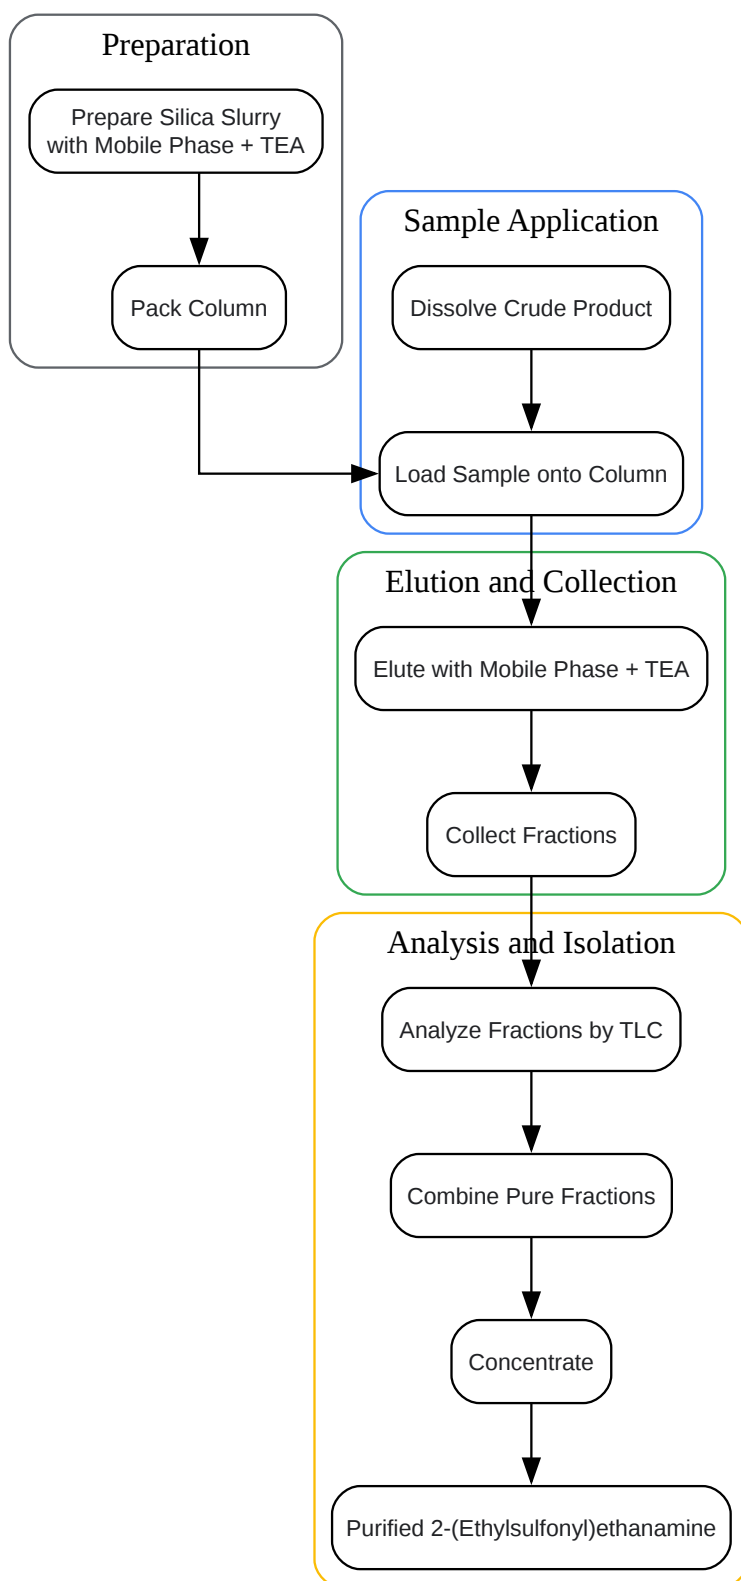 Preparation
Prepare Silica Slurry
with Mobile Phase + TEA
Pack Column
Sample Application
Dissolve Crude Product
Load Sample onto Column
Elution and Collection
Elute with Mobile Phase + TEA
Collect Fractions
Analysis and Isolation
Analyze Fractions by TLC
Combine Pure Fractions
Concentrate
Purified 2-(Ethylsulfonyl)ethanamine